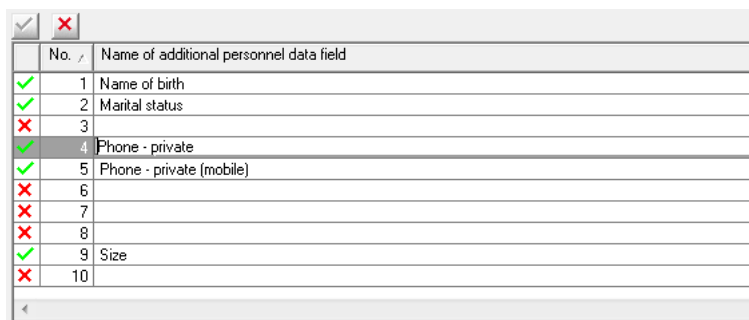 No. Name of additional personnel data field
1 Name of birth
2 Marital status
3
4 Phone - private
5 Phone - private (mobile)
6
7
8
9 Size
10